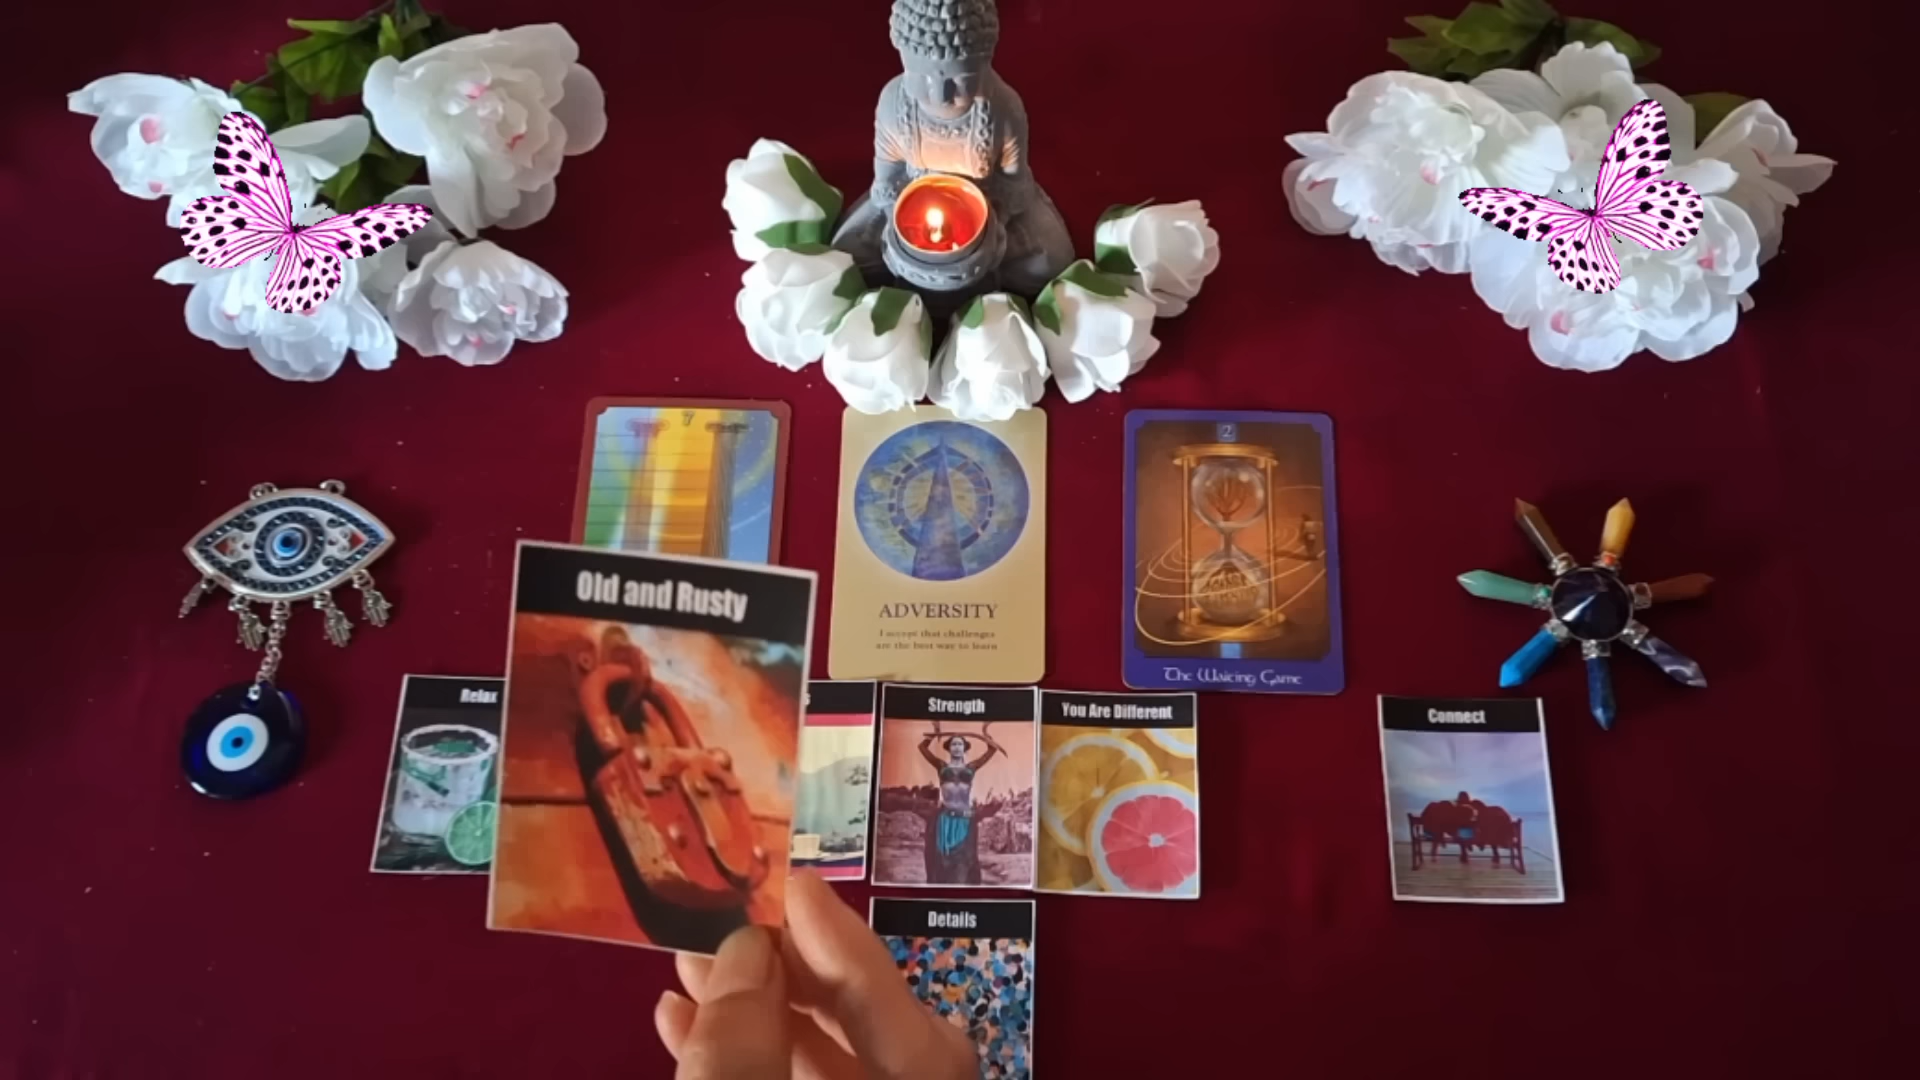 7
2
Old and Rusty
ADVERSITY
I accept that challenges
are the best way to learn
The Waiting Game
Relax
s
Strength
You Are Different
Connect
Details